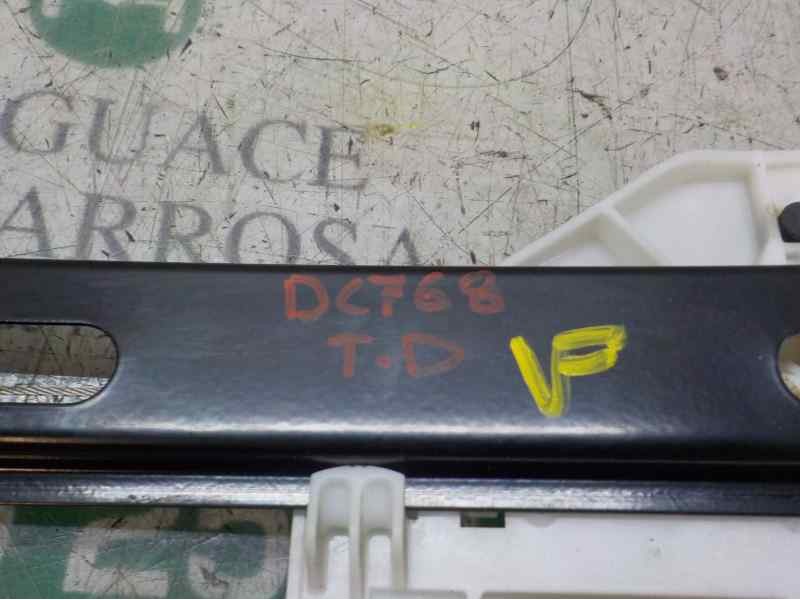 GUACE
ARROSA
DC768
T.D
VP